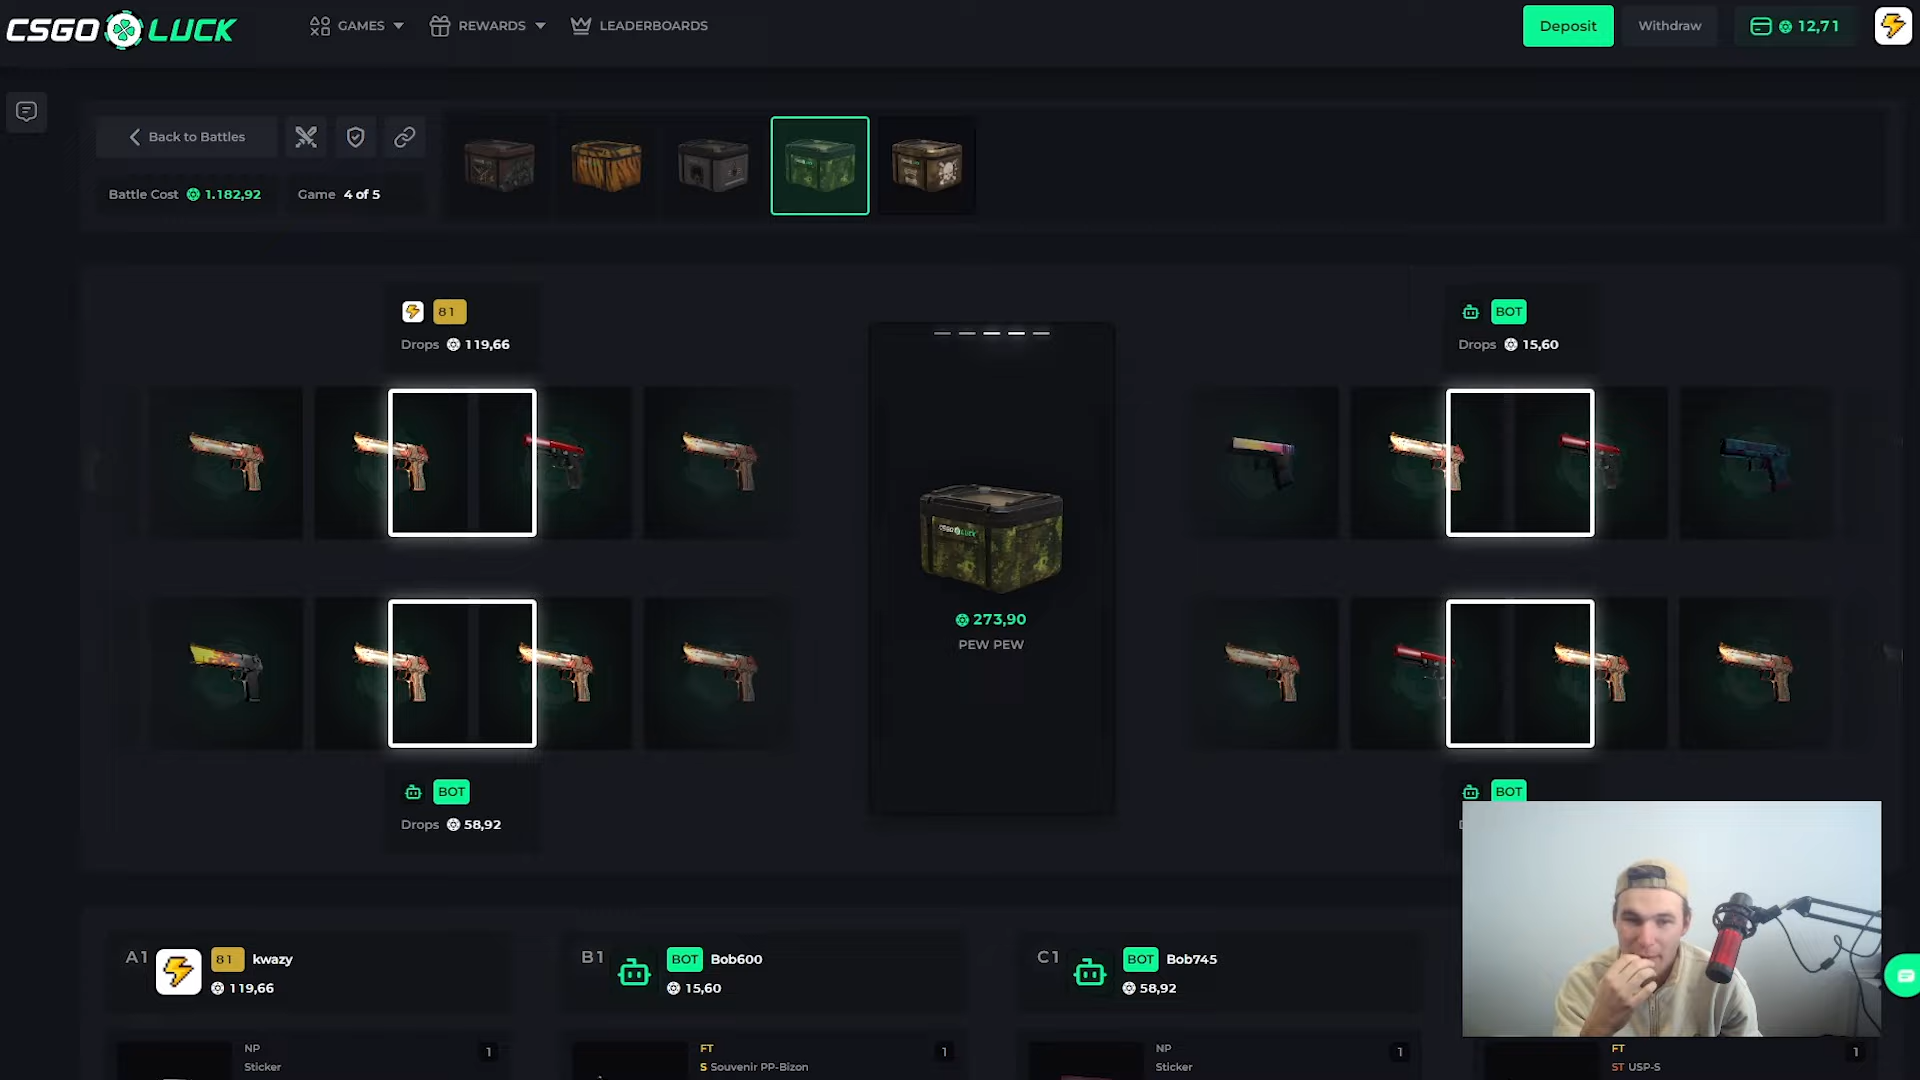 CSGO LUCK
GAMES
REWARDS
LEADERBOARDS
Deposit
Withdraw
12,71
Back to Battles
Battle Cost 1.182,92
Game 4 of 5
81
Drops 119,66
BOT
Drops 15,60
CSGO LUCK
273,90
PEW PEW
BOT
Drops 58,92
BOT
A1
81 kwazy
119,66
B1
BOT Bob600
15,60
C1
BOT Bob745
58,92
NP
Sticker
1
FT
S Souvenir PP-Bizon
1
NP
Sticker
1
FT
ST USP-S
1